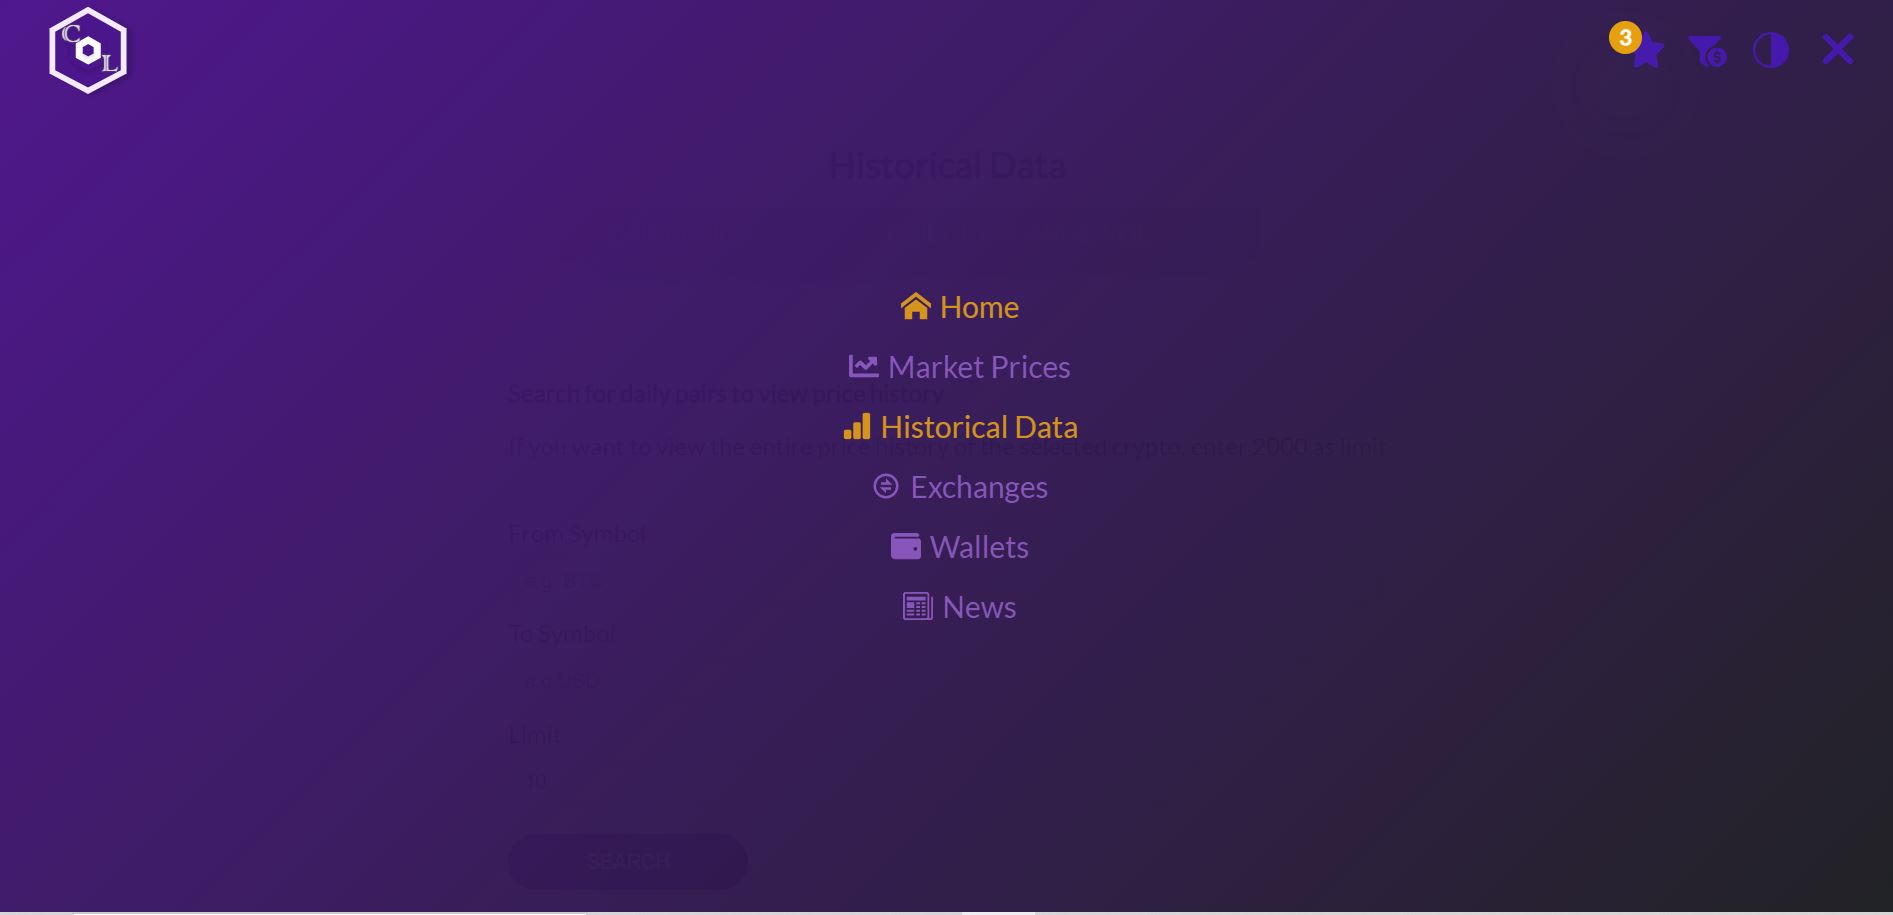 C
L
3
Historical Data
Home
Market Prices
Search for daily pairs to view price history
Historical Data
If you want to view the entire price history of the selected crypto, enter 2000 as limit
Exchanges
From Symbol
Wallets
e.g. BTC
News
To Symbol
e.g USD
Limit
10
SEARCH